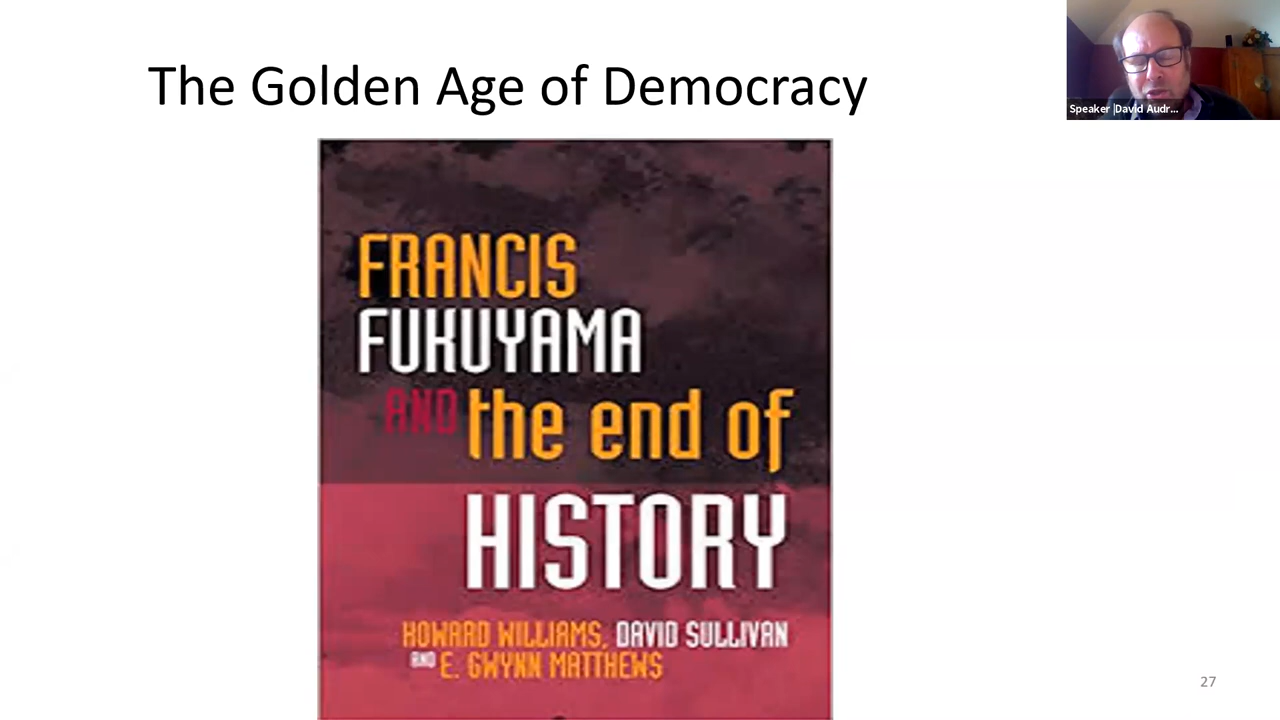 The Golden Age of Democracy
Speaker |David Audr...
FRANCIS
FUKUYAMA
AND the end of
HISTORY
HOWARD WILLIAMS, DAVID SULLIVAN
AND E. GWYNN MATTHEWS
27